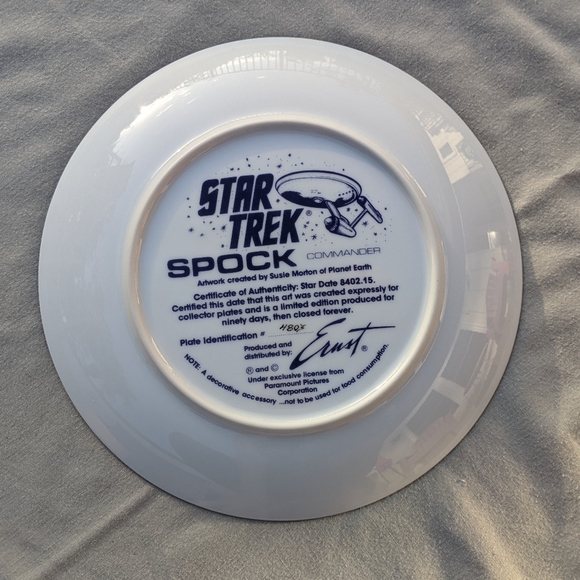 STAR
TREK®
SPOCK COMMANDER
Artwork created by Susie Morton of Planet Earth
Certificate of Authenticity: Star Date 8402.15.
Certified this date that this art was created expressly for
collector plates and is a limited edition produced for
ninety days, then closed forever.
Plate Identification #
Produced and
distributed by: Ernst®
® and ©
Under exclusive license from
Paramount Pictures
Corporation
NOTE: A decorative accessory ...not to be used for food consumption.